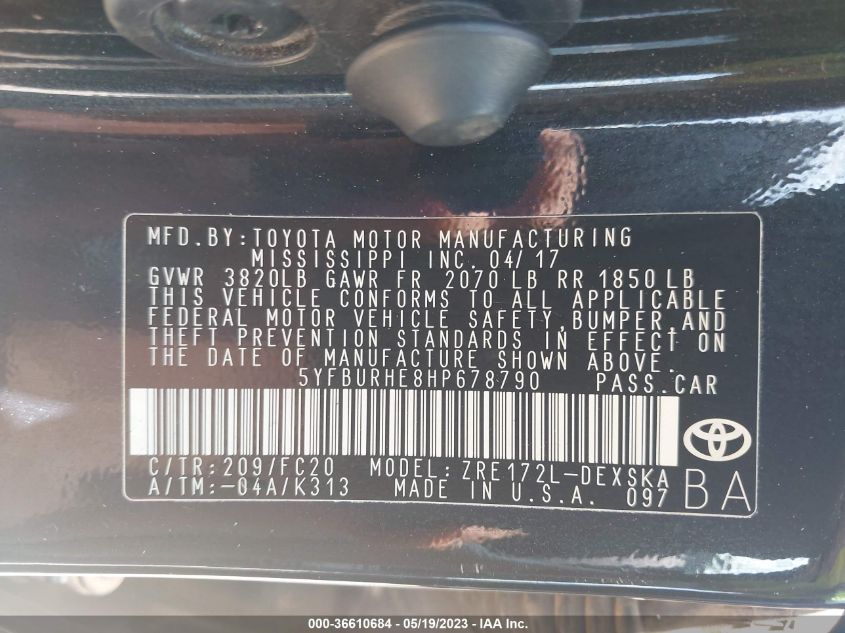 MFD.BY:TOYOTA MOTOR MANUFACTURING
MISSISSIPPI INC. 04/17
GVWR 3820LB GAWR FR 2070 LB RR 1850 LB
THIS VEHICLE CONFORMS TO ALL APPLICABLE
FEDERAL MOTOR VEHICLE SAFETY,BUMPER,AND
THEFT PREVENTION STANDARDS IN EFFECT ON
THE DATE OF MANUFACTURE SHOWN ABOVE.
5YFBURHE8HP678790 PASS.CAR
C/TR:209/FC20 MODEL:ZRE172L-DEXSKA
A/TM:-04A/K313 MADE IN U.S.A. 097 BA
000-36610684 - 05/19/2023 - IAA Inc.